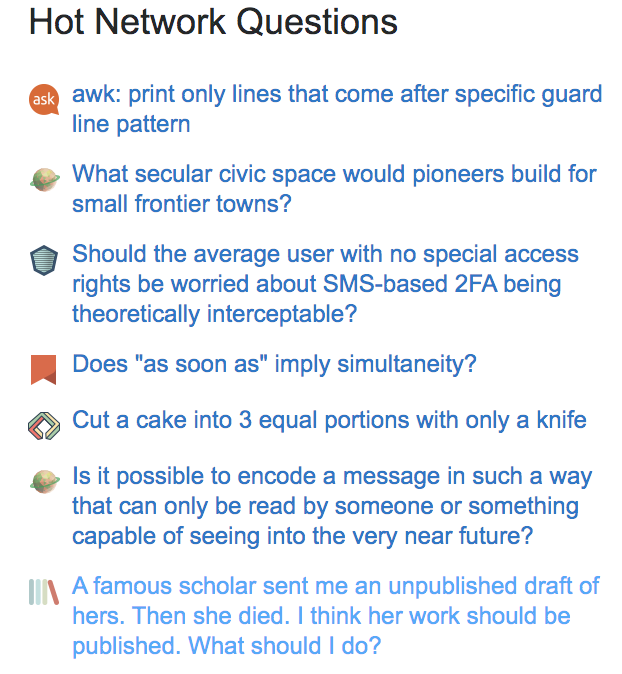 Hot Network Questions
ask
awk: print only lines that come after specific guard
line pattern
What secular civic space would pioneers build for
small frontier towns?
Should the average user with no special access
rights be worried about SMS-based 2FA being
theoretically interceptable?
Does "as soon as" imply simultaneity?
Cut a cake into 3 equal portions with only a knife
Is it possible to encode a message in such a way
that can only be read by someone or something
capable of seeing into the very near future?
A famous scholar sent me an unpublished draft of
hers. Then she died. I think her work should be
published. What should I do?